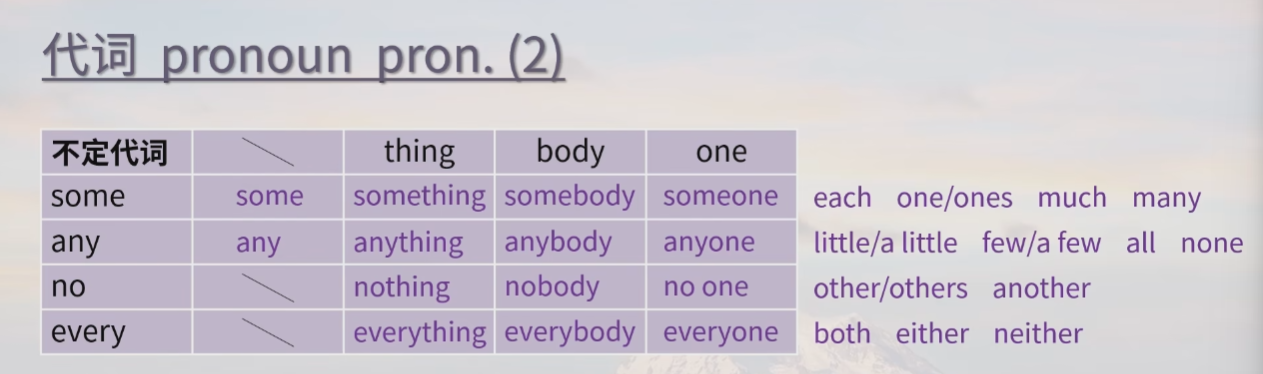 代词 pronoun pron. (2)
不定代词 thing body one
some some something somebody someone each one/ones much many
any any anything anybody anyone little/a little few/a few all none
no nothing nobody no one other/others another
every everything everybody everyone both either neither